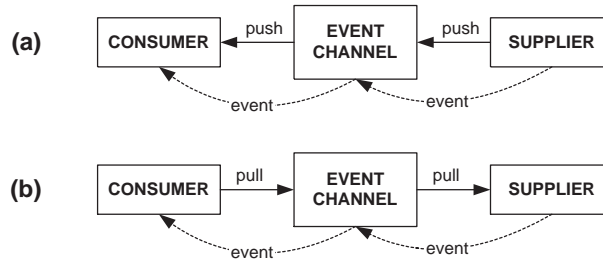 (a)
CONSUMER
push
EVENT
CHANNEL
push
SUPPLIER
event
event
(b)
CONSUMER
pull
EVENT
CHANNEL
pull
SUPPLIER
event
event